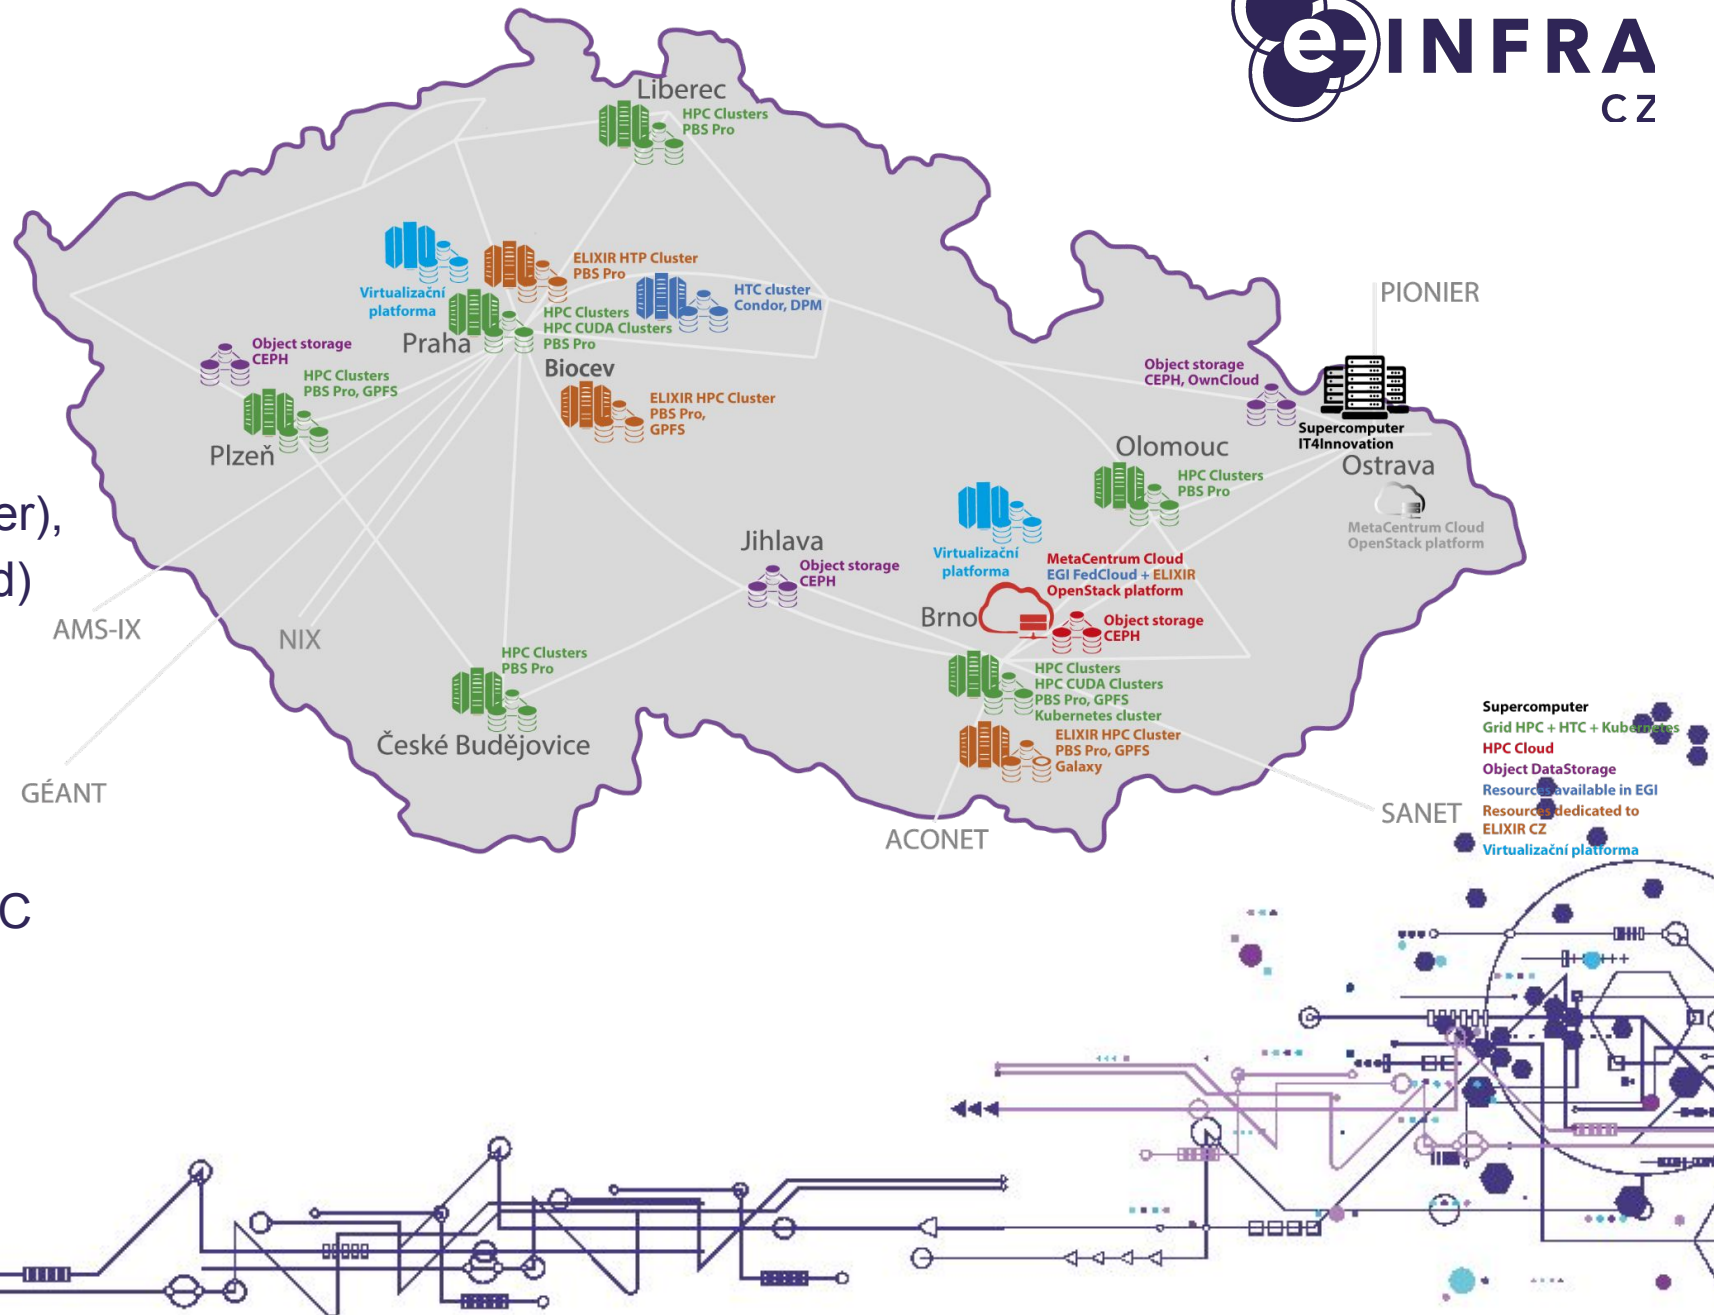 e-INFRA
CZ
Liberec
HPC Clusters
PBS Pro
ELIXIR HTP Cluster
PBS Pro
Virtualizační
platforma
HTC cluster
Condor, DPM
HPC Clusters
HPC CUDA Clusters
PBS Pro
Praha
PIONIER
Object storage
CEPH
HPC Clusters
PBS Pro, GPFS
Plzeň
Biocev
ELIXIR HPC Cluster
PBS Pro,
GPFS
Object storage
CEPH, OwnCloud
Supercomputer
IT4Innovation
Ostrava
MetaCentrum Cloud
OpenStack platform
Olomouc
HPC Clusters
PBS Pro
er),
d)
Jihlava
Object storage
CEPH
Virtualizační
platforma
MetaCentrum Cloud
EGI FedCloud + ELIXIR
OpenStack platform
Brno
Object storage
CEPH
AMS-IX
NIX
HPC Clusters
PBS Pro
České Budějovice
HPC Clusters
HPC CUDA Clusters
PBS Pro, GPFS
Kubernetes cluster
ELIXIR HPC Cluster
PBS Pro, GPFS
Galaxy
GÉANT
ACONET
SANET
Supercomputer
Grid HPC + HTC + Kubernetes
HPC Cloud
Object DataStorage
Resources available in EGI
Resources dedicated to
ELIXIR CZ
Virtualizační platforma
C